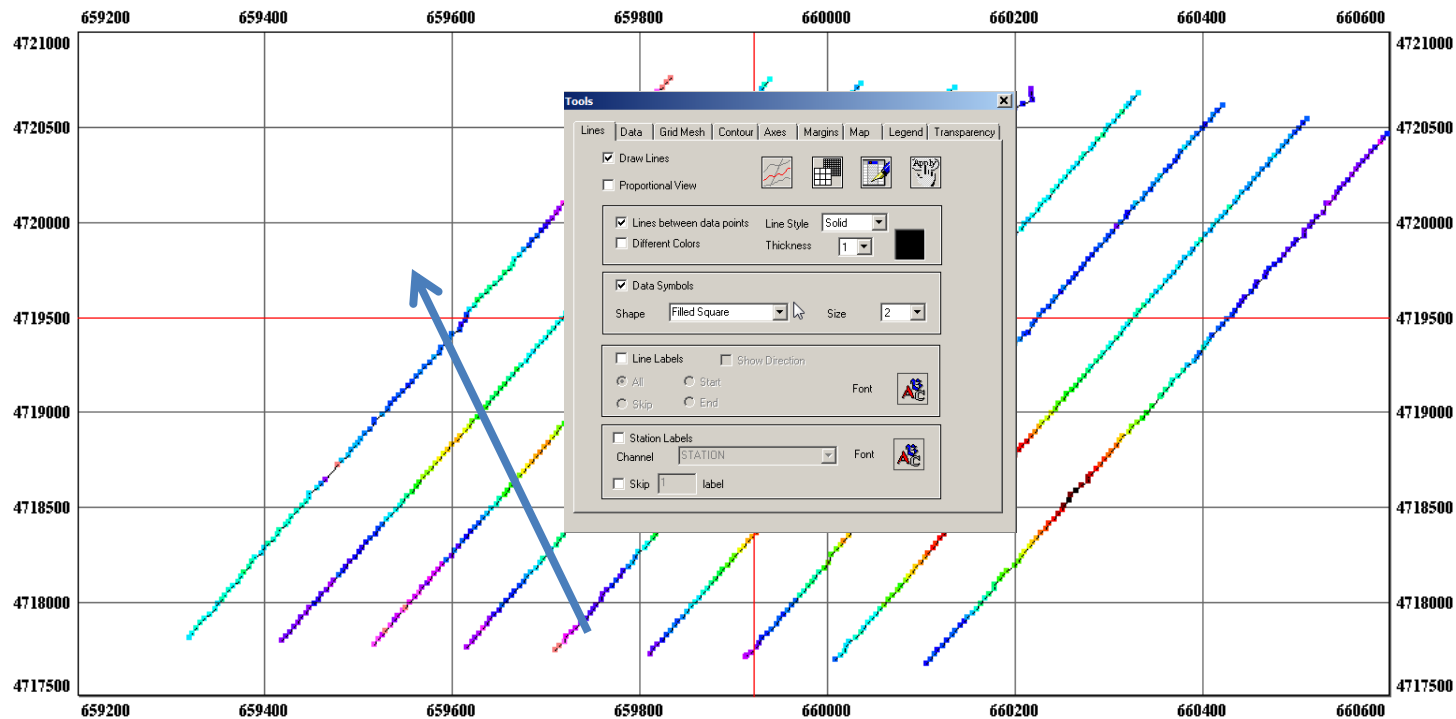 659200 659400 659600 659800 660000 660200 660400 660600
4721000 4721000
Tools
Lines Data Grid Mesh Contour Axes Margins Map Legend Transparency
4720500 4720500
Draw Lines
Apply
Proportional View
4720000 4720000
Lines between data points Line Style Solid
Different Colors Thickness 1
Data Symbols
4719500 4719500
Shape Filled Square Size 2
Line Labels Show Direction
All Start Font
Skip End
4719000 4719000
Station Labels
Channel STATION Font
Skip 1 label
4718500 4718500
4718000 4718000
4717500 4717500
659200 659400 659600 659800 660000 660200 660400 660600